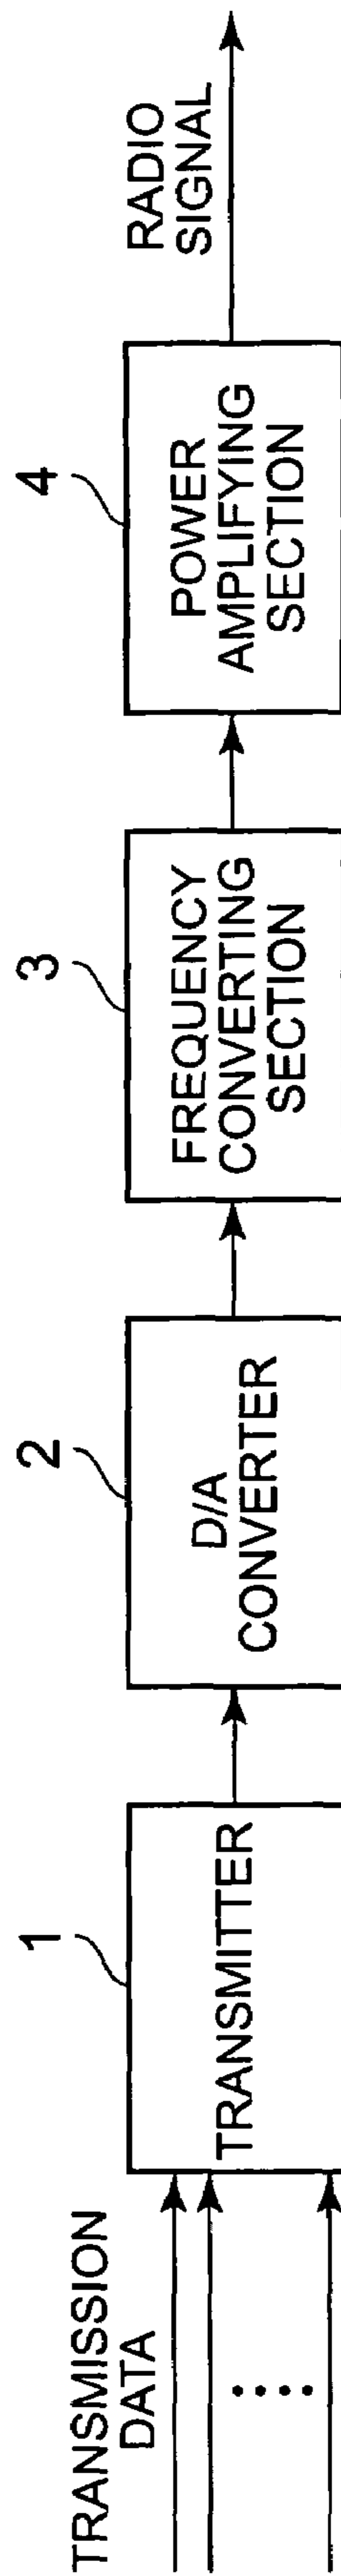 TRANSMISSION
DATA
1
TRANSMITTER
2
D/A
CONVERTER
3
FREQUENCY
CONVERTING
SECTION
4
POWER
AMPLIFYING
SECTION
RADIO
SIGNAL